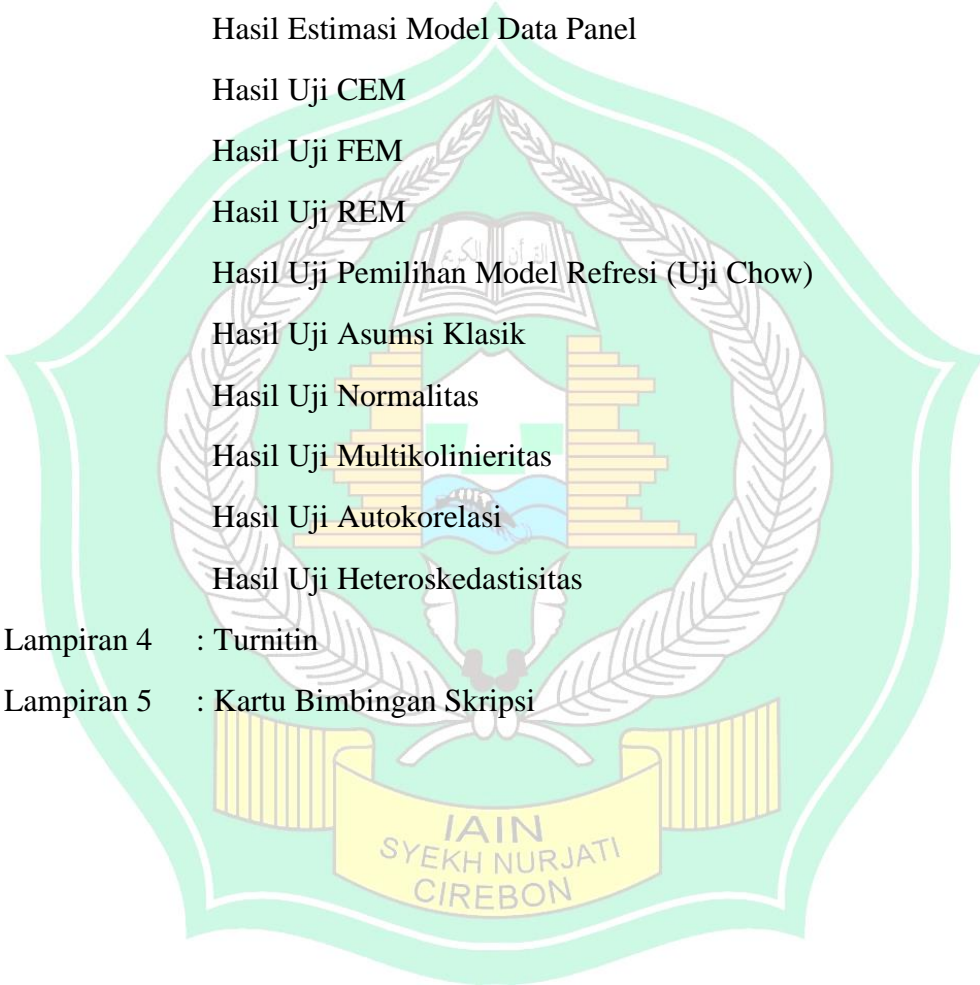 Hasil Estimasi Model Data Panel
Hasil Uji CEM
Hasil Uji FEM
Hasil Uji REM
القرآن الكريم
Hasil Uji Pemilihan Model Refresi (Uji Chow)
Hasil Uji Asumsi Klasik
Hasil Uji Normalitas
Hasil Uji Multikolinieritas
Hasil Uji Autokorelasi
Hasil Uji Heteroskedastisitas
Lampiran 4 : Turnitin
Lampiran 5 : Kartu Bimbingan Skripsi
IAIN
SYEKH NURJATI
CIREBON